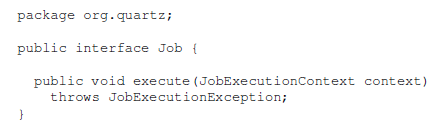 package org.quartz;
public interface Job {
public void execute(JobExecutionContext context)
throws JobExecutionException;
}